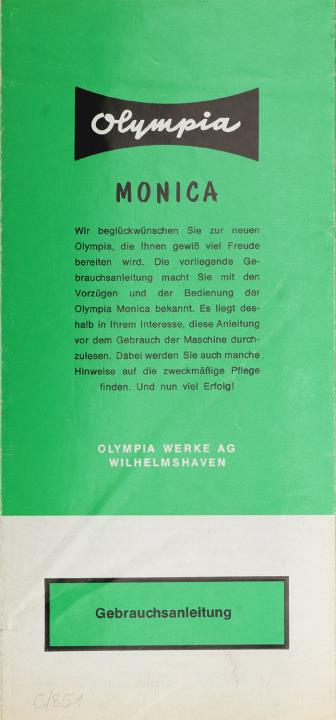 Olympia
MONICA
Wir beglückwünschen Sie zur neuen
Olympia, die Ihnen gewiß viel Freude
bereiten wird. Die vorliegende Ge-
brauchsanleitung macht Sie mit den
Vorzügen und der Bedienung der
Olympia Monica bekannt. Es liegt des-
halb in Ihrem Interesse, diese Anleitung
vor dem Gebrauch der Maschine durch-
zulesen. Dabei werden Sie auch manche
Hinweise auf die zweckmäßige Pflege
finden. Und nun viel Erfolg!
OLYMPIA WERKE AG
WILHELMSHAVEN
Gebrauchsanleitung
C/851